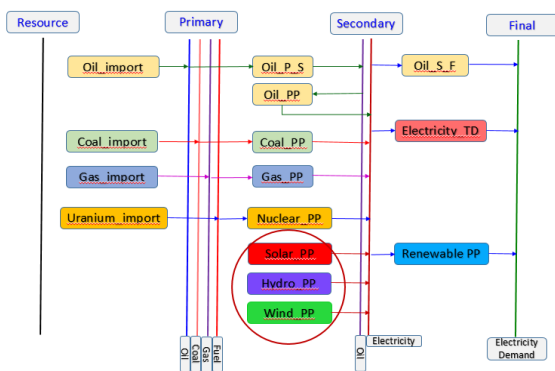 Resource
Primary
Secondary
Final
Oil_import
Oil_P_S
Oil_S_F
Oil_PP
Electricity_TD
Coal_import
Coal_PP
Gas_import
Gas_PP
Uranium_import
Nuclear_PP
Solar_PP
Renewable PP
Hydro_PP
Wind_PP
Oil
Coal
Gas
Fuel
Oil
Electricity
Electricity
Demand